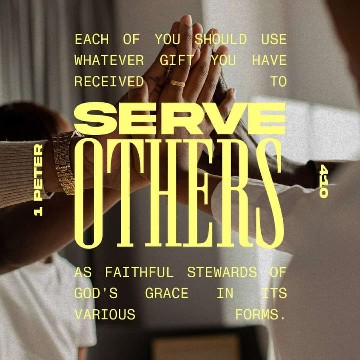 EACH OF YOU SHOULD USE
WHATEVER GIFT YOU HAVE
RECEIVED TO
SERVE
OTHERS
1 PETER
4:10
AS FAITHFUL STEWARDS OF
GOD'S GRACE IN ITS
VARIOUS FORMS.